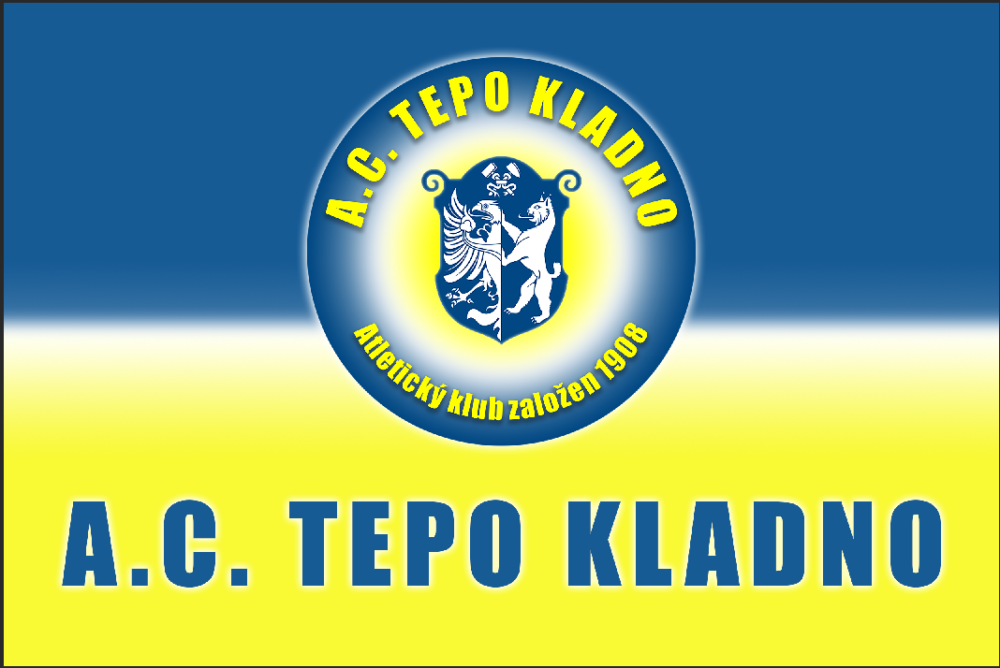 A.C. TEPO KLADNO
Atletický klub založen 1908
A.C. TEPO KLADNO